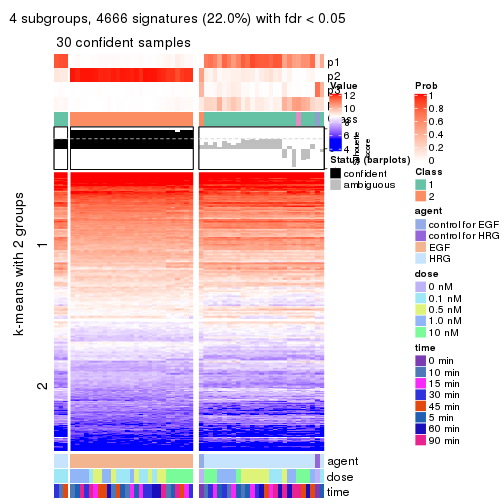 4 subgroups, 4666 signatures (22.0%) with fdr < 0.05
30 confident samples
p1
p2
Value
12
10
8
6
4
Prob
1
0.8
0.6
0.4
0.2
0
Silhouette
score
Status (barplots)
confident
ambiguous
Class
1
2
agent
control for EGF
control for HRG
EGF
HRG
dose
0 nM
0.1 nM
0.5 nM
1.0 nM
10 nM
time
0 min
10 min
15 min
30 min
45 min
5 min
60 min
90 min
k-means with 2 groups
1
2
agent
dose
time